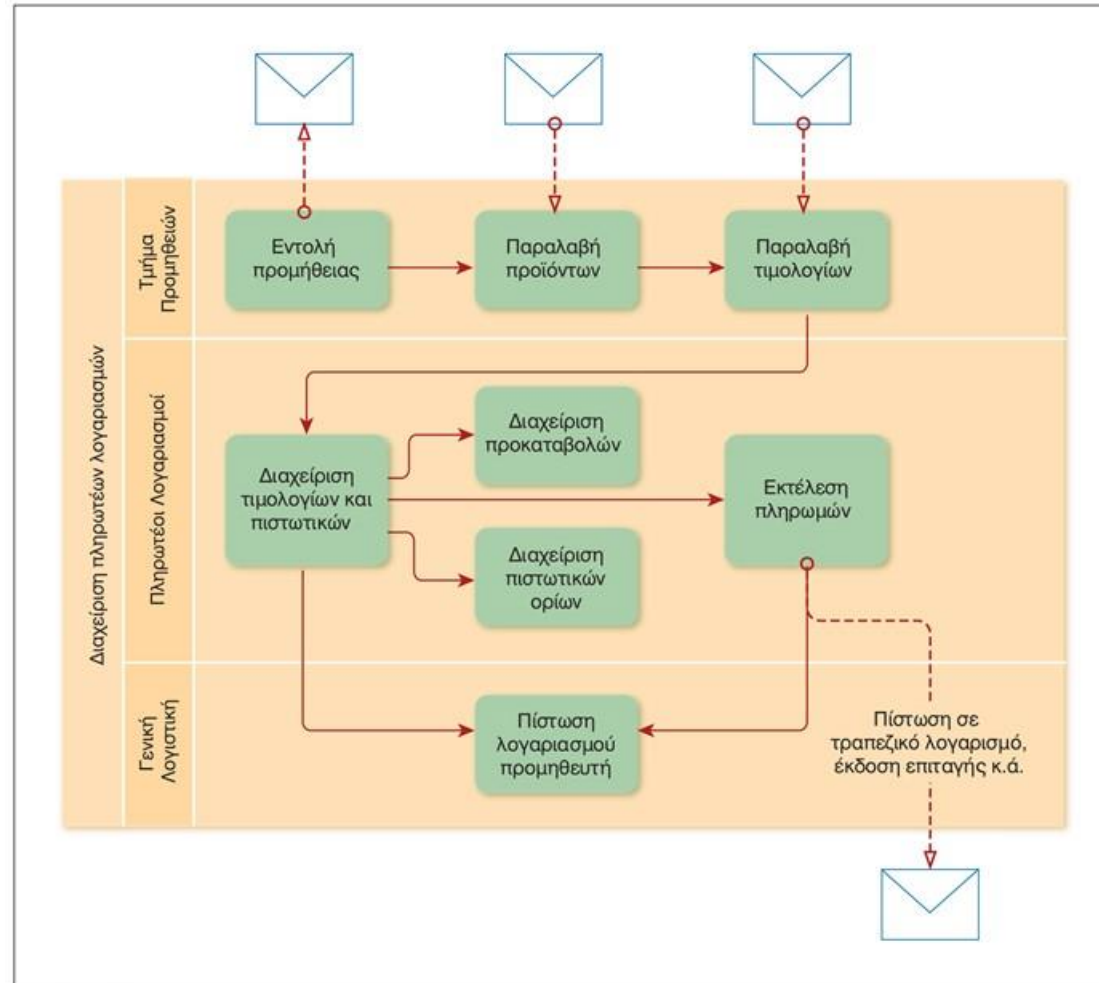 Διαχείριση πληρωτέων λογαριασμών
Τμήμα
Προμηθειών
Εντολή
προμήθειας
Παραλαβή
προϊόντων
Παραλαβή
τιμολογίων
Πληρωτέοι Λογαριασμοί
Διαχείριση
τιμολογίων και
πιστωτικών
Διαχείριση
προκαταβολών
Διαχείριση
πιστωτικών
ορίων
Εκτέλεση
πληρωμών
Γενική
Λογιστική
Πίστωση
λογαριασμού
προμηθευτή
Πίστωση σε
τραπεζικό λογαρισμό,
έκδοση επιταγής κ.ά.